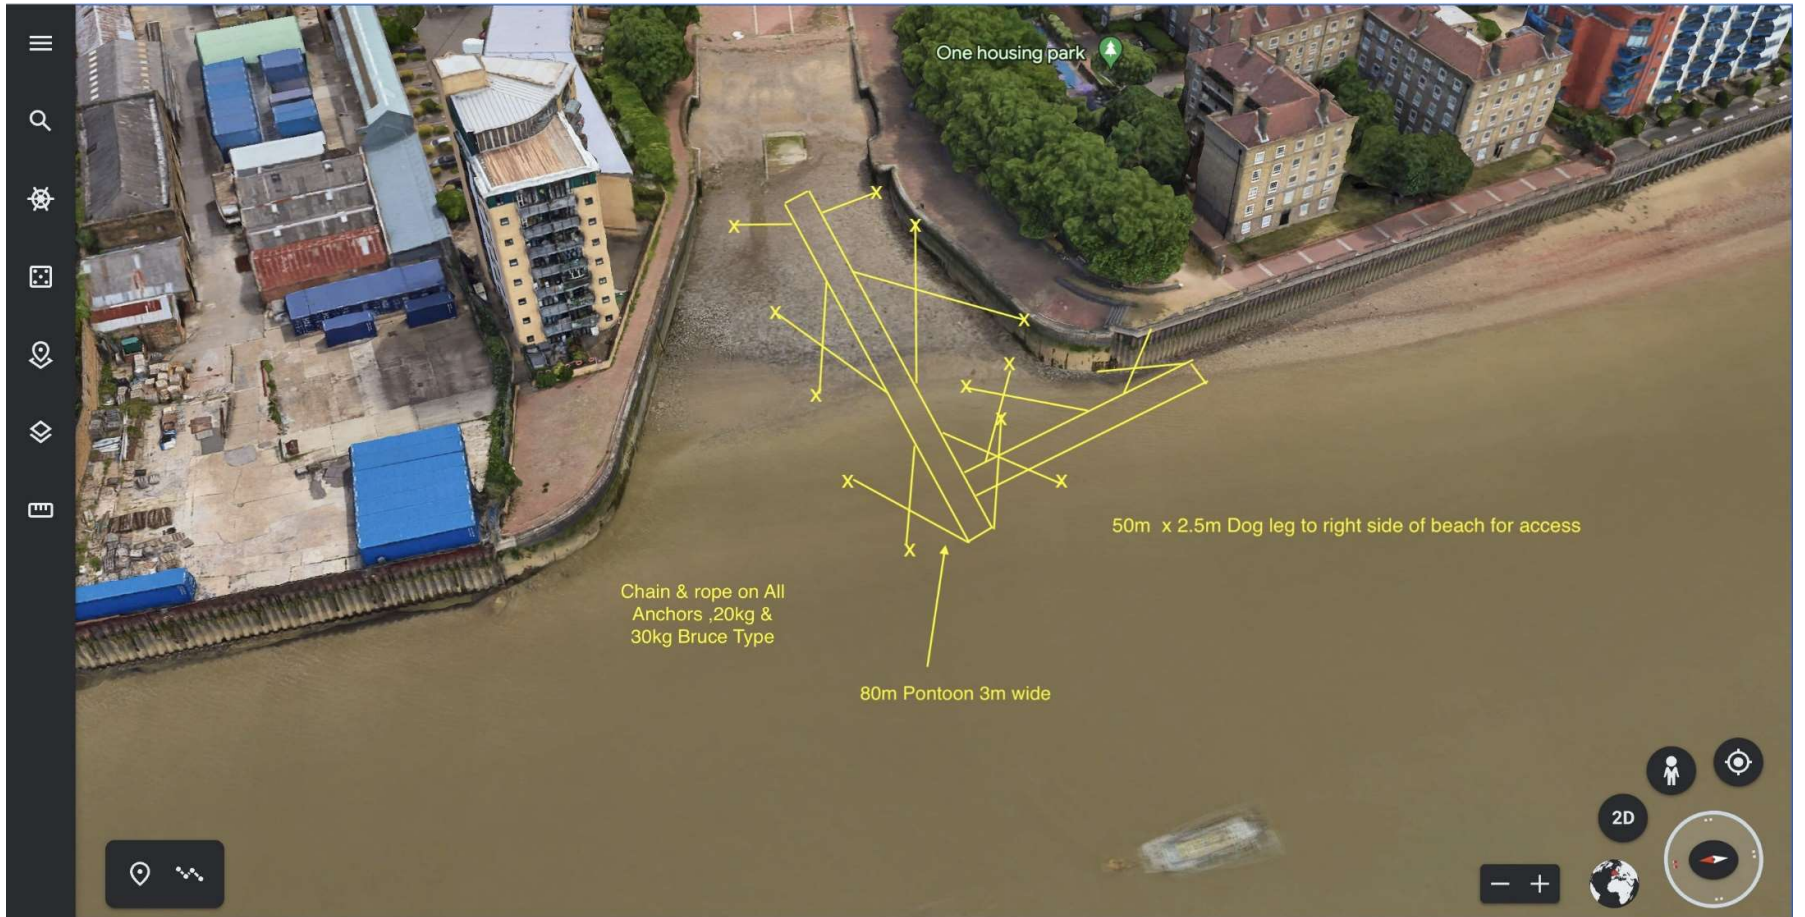 One housing park
50m  x 2.5m Dog leg to right side of beach for access
Chain & rope on All
Anchors ,20kg &
30kg Bruce Type
80m Pontoon 3m wide
2D